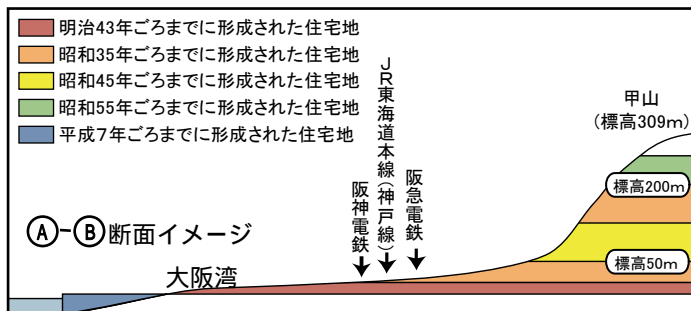 明治43年ごろまでに形成された住宅地
昭和35年ごろまでに形成された住宅地
昭和45年ごろまでに形成された住宅地
昭和55年ごろまでに形成された住宅地
平成7年ごろまでに形成された住宅地
阪神電鉄
JR東海道本線(神戸線)
阪急電鉄
甲山
(標高309m)
標高200m
標高50m
Ⓐ-Ⓑ断面イメージ
大阪湾